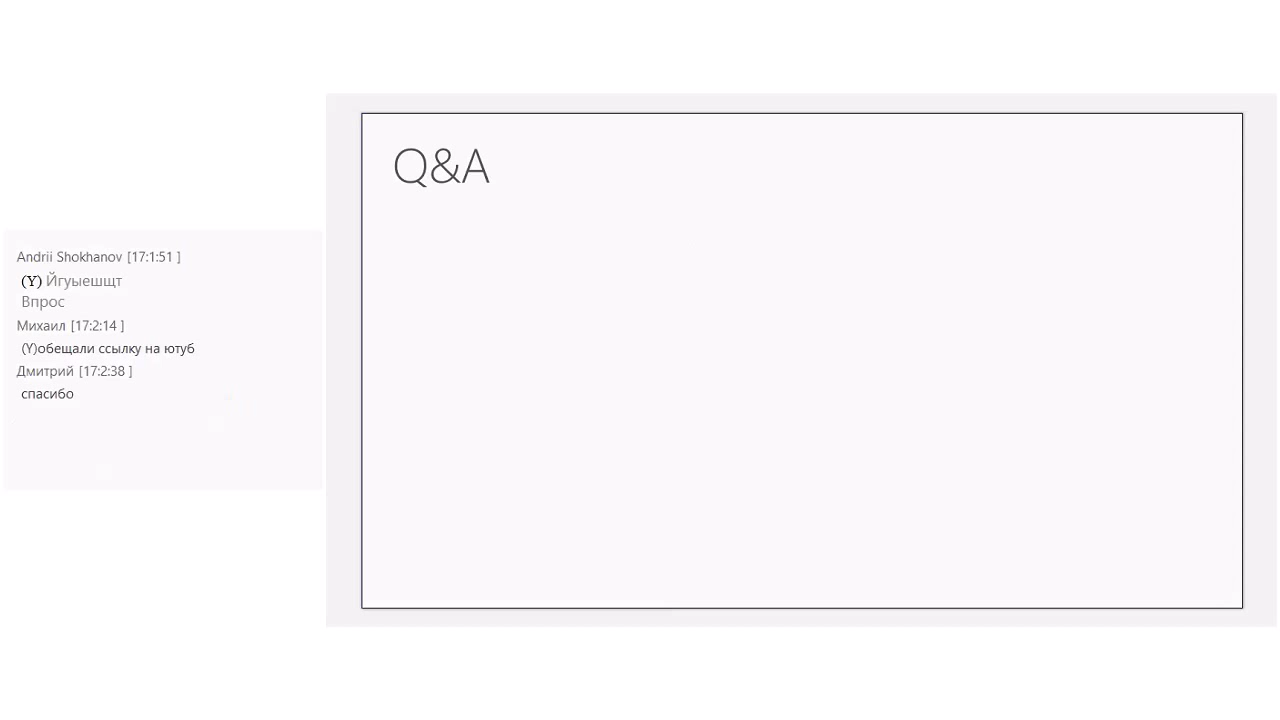 Q&A
Andrii Shokhanov [17:1:51 ]
(Y) Йгуыешщт
Впрос
Михаил [17:2:14 ]
(Y)обещали ссылку на ютуб
Дмитрий [17:2:38 ]
спасибо